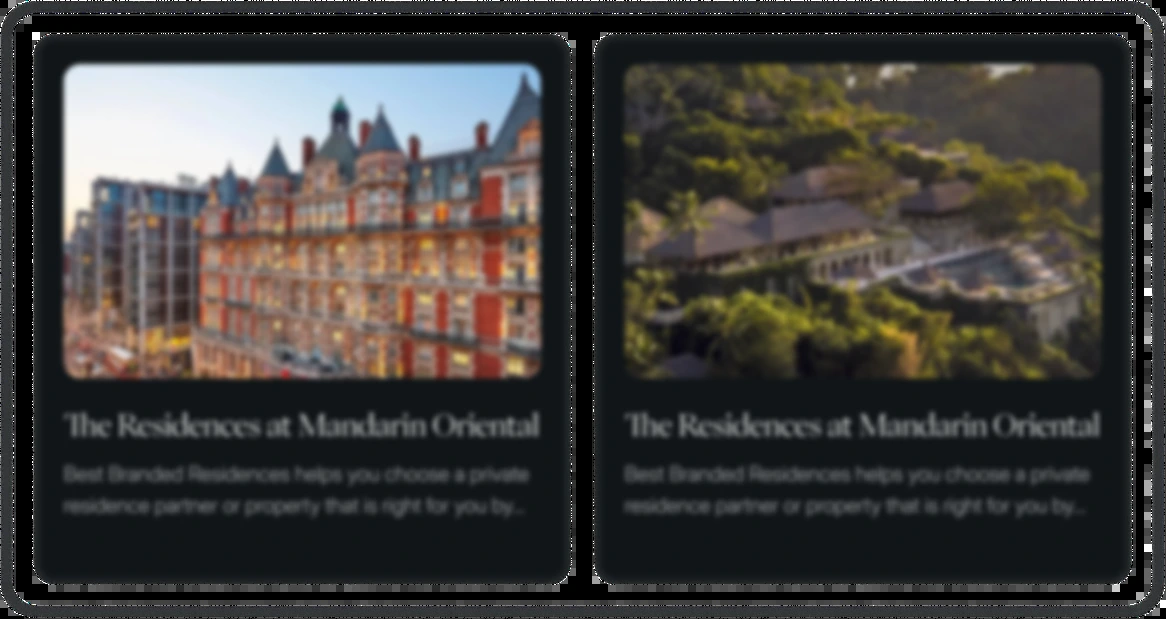 The Residences at Mandarin Oriental
Best Branded Residences helps you choose a private
residence partner or property that is right for you by...
The Residences at Mandarin Oriental
Best Branded Residences helps you choose a private
residence partner or property that is right for you by...